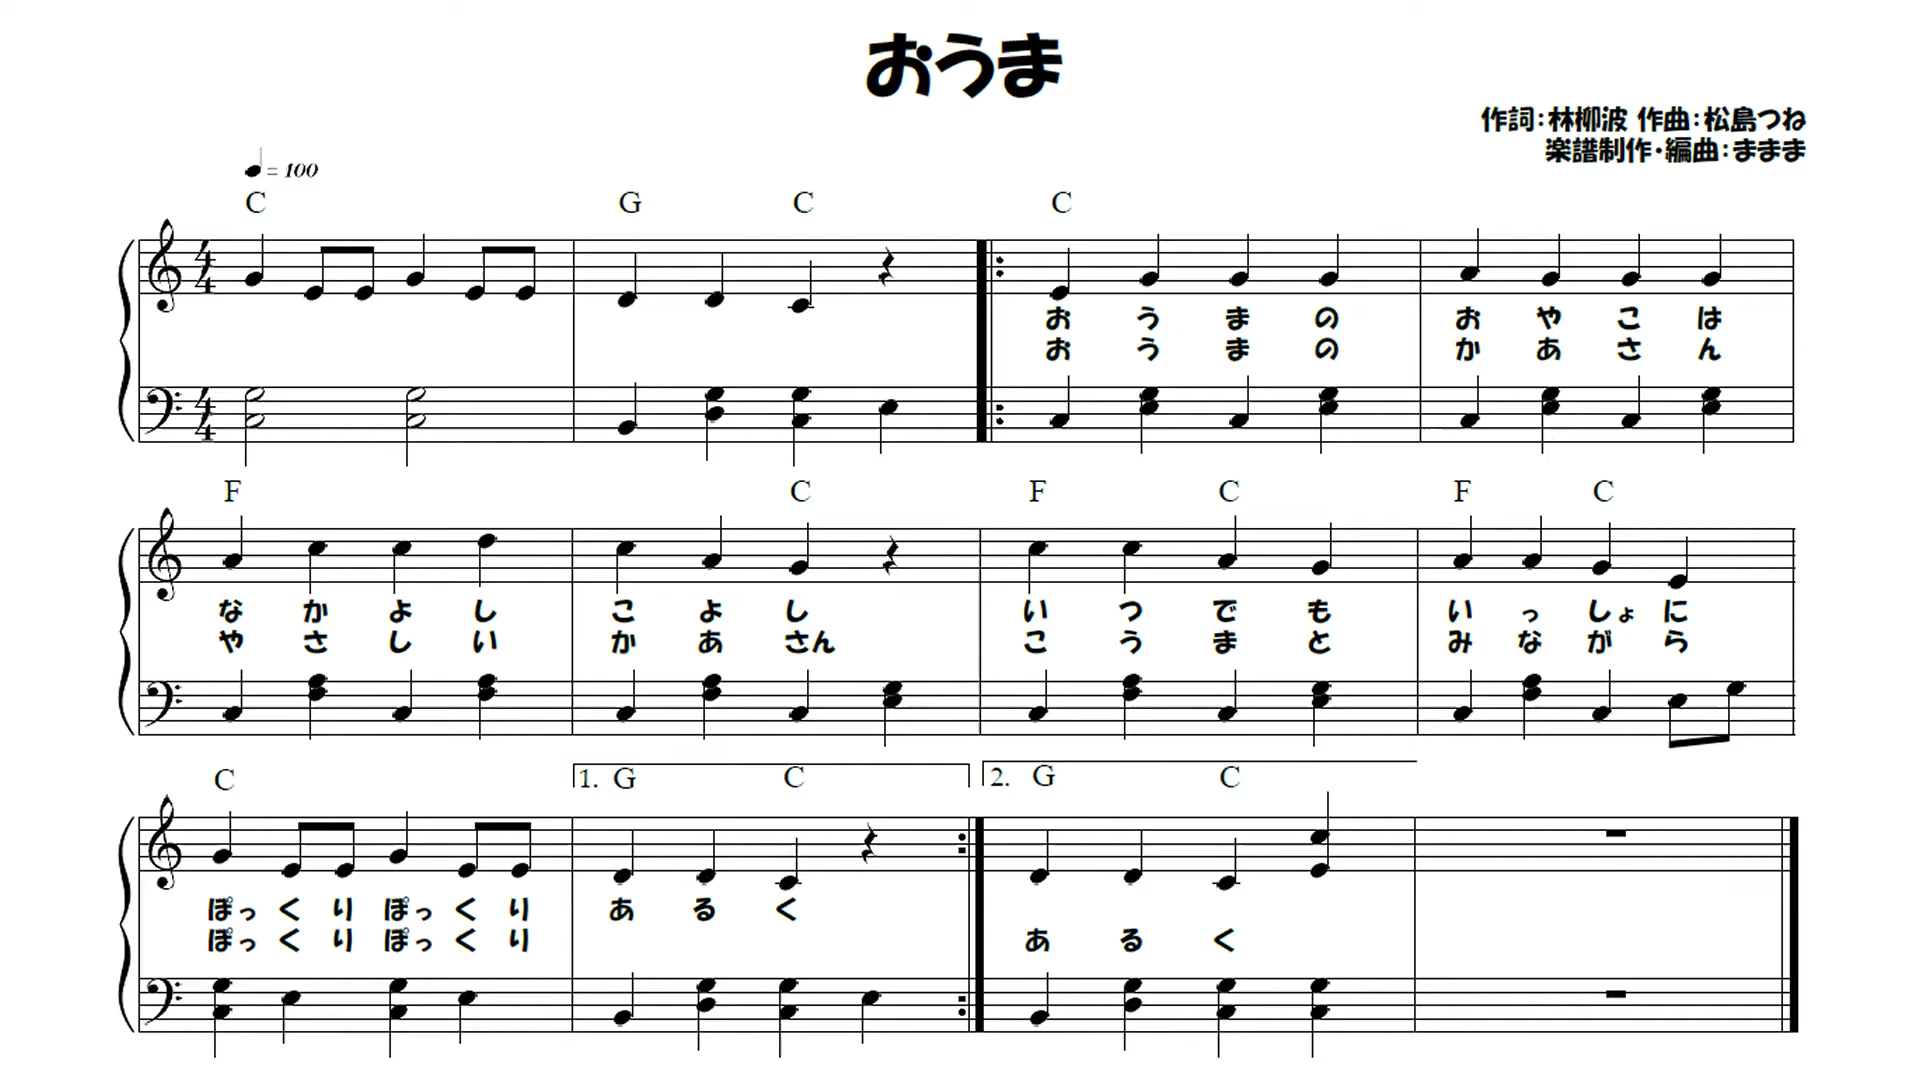 おうま
作詞：林柳波 作曲：松島つね
楽譜制作・編曲：ままま
= 100
C G C C
おうまの おやこは
おうまの かあさん
F C F C F C
なかよし こよし いつでも いっしょに
やさしい かあさん こうまと みながら
C 1. G C 2. G C
ぽっくりぽっくり あるく
ぽっくりぽっくり あるく